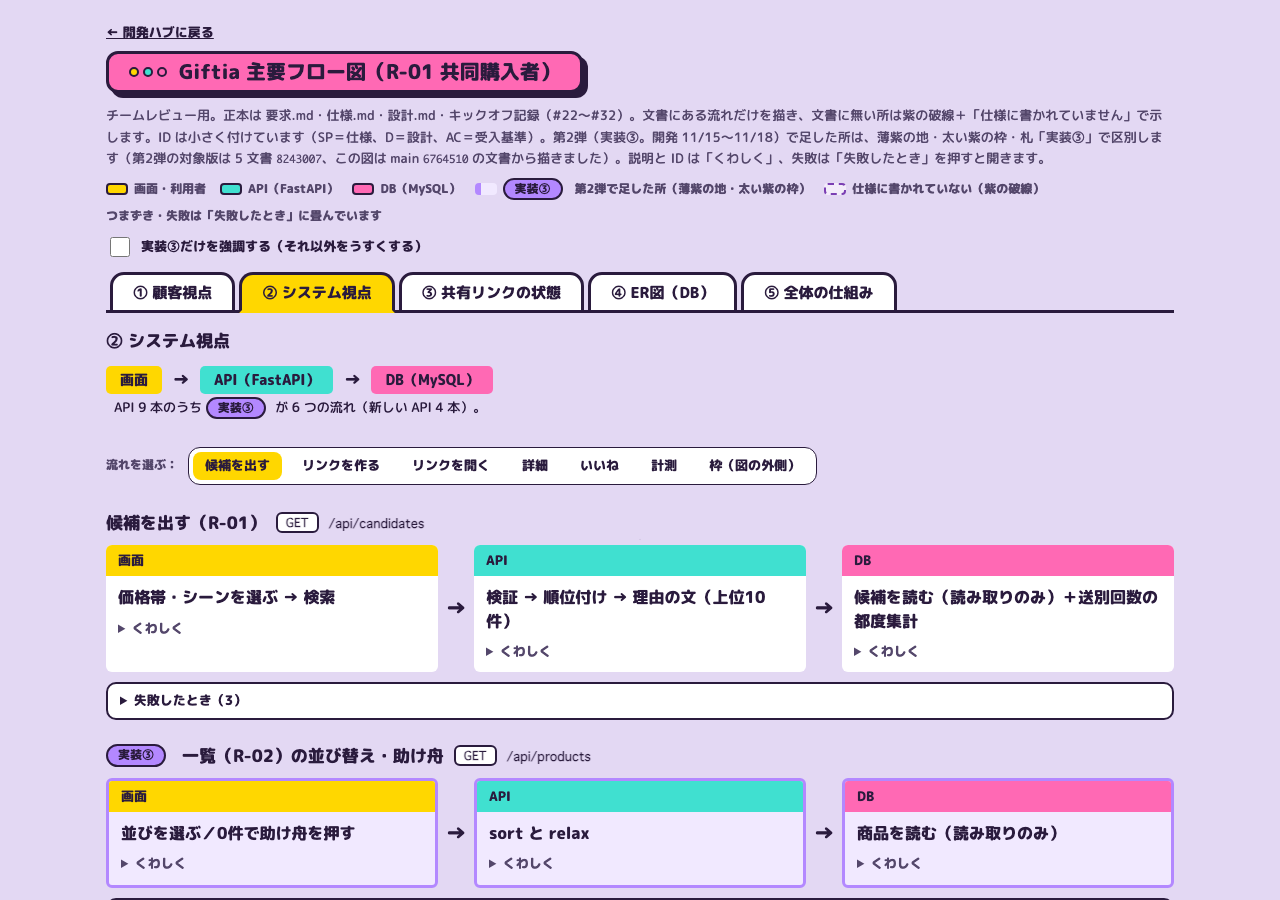 ← 開発ハブに戻る
Giftia 主要フロー図（R-01 共同購入者）
チームレビュー用。正本は 要求.md・仕様.md・設計.md・キックオフ記録（#22〜#32）。文書にある流れだけを描き、文書に無い所は紫の破線＋「仕様に書かれていません」で示
します。ID は小さく付けています（SP＝仕様、D＝設計、AC＝受入基準）。第2弾（実装③。開発 11/15〜11/18）で足した所は、薄紫の地・太い紫の枠・札「実装③」で区別しま
す（第2弾の対象版は 5 文書 8243007、この図は main 6764510 の文書から描きました）。説明と ID は「くわしく」、失敗は「失敗したとき」を押すと開きます。
画面・利用者 API（FastAPI） DB（MySQL） 実装③ 第2弾で足した所（薄紫の地・太い紫の枠） 仕様に書かれていない（紫の破線）
つまずき・失敗は「失敗したとき」に畳んでいます
実装③だけを強調する（それ以外をうすくする）
① 顧客視点 ② システム視点 ③ 共有リンクの状態 ④ ER図（DB） ⑤ 全体の仕組み
② システム視点
画面 → API（FastAPI） → DB（MySQL）
API 9 本のうち 実装③ が 6 つの流れ（新しい API 4 本）。
流れを選ぶ： 候補を出す リンクを作る リンクを開く 詳細 いいね 計測 枠（図の外側）
候補を出す（R-01） GET /api/candidates
画面
価格帯・シーンを選ぶ → 検索
▶ くわしく
→
API
検証 → 順位付け → 理由の文（上位10
件）
▶ くわしく
→
DB
候補を読む（読み取りのみ）＋送別回数の
都度集計
▶ くわしく
▶ 失敗したとき（3）
実装③ 一覧（R-02）の並び替え・助け舟 GET /api/products
画面
並びを選ぶ／0件で助け舟を押す
▶ くわしく
→
API
sort と relax
▶ くわしく
→
DB
商品を読む（読み取りのみ）
▶ くわしく